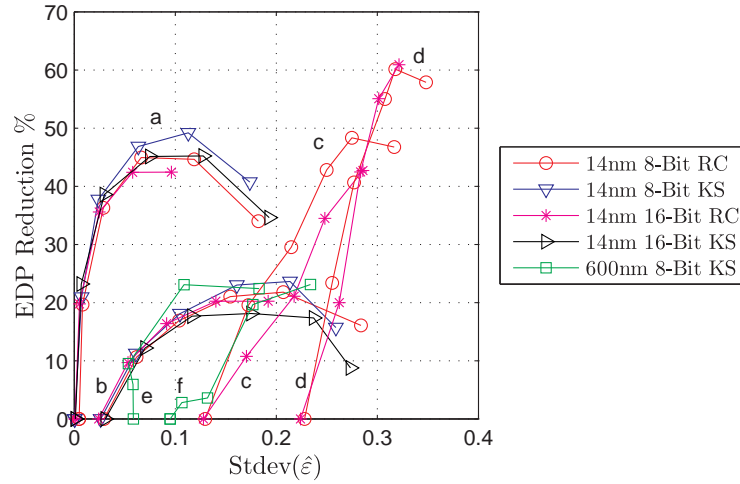 70
60
50
40
30
20
10
0
EDP Reduction %
0
0.1
0.2
0.3
0.4
Stdev(ε̂)
a
b
e
f
c
c
d
d
14nm 8-Bit RC
14nm 8-Bit KS
14nm 16-Bit RC
14nm 16-Bit KS
600nm 8-Bit KS